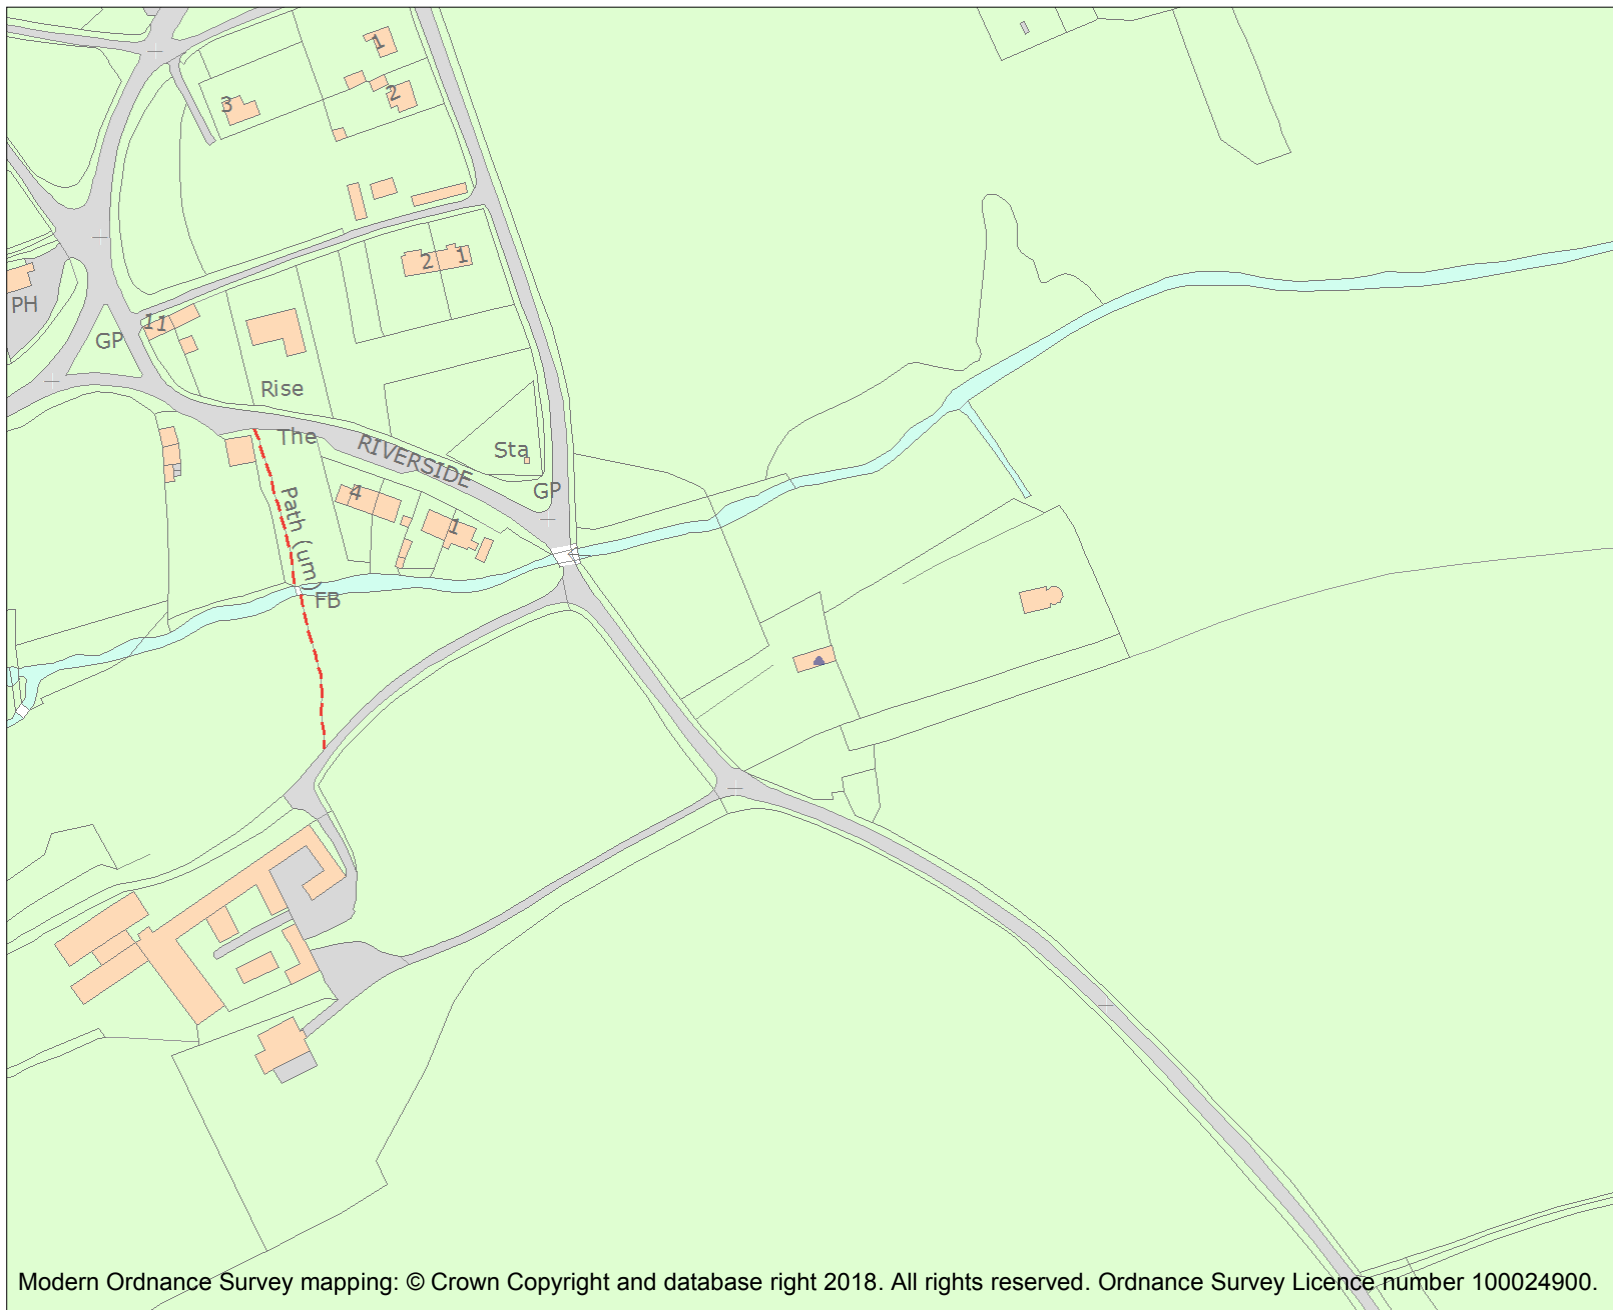 1
2
3
2
1
PH
11
GP
Rise
The
RIVERSIDE
Sta
GP
4
1
Path (um)
FB
Modern Ordnance Survey mapping: © Crown Copyright and database right 2018. All rights reserved. Ordnance Survey Licence number 100024900.